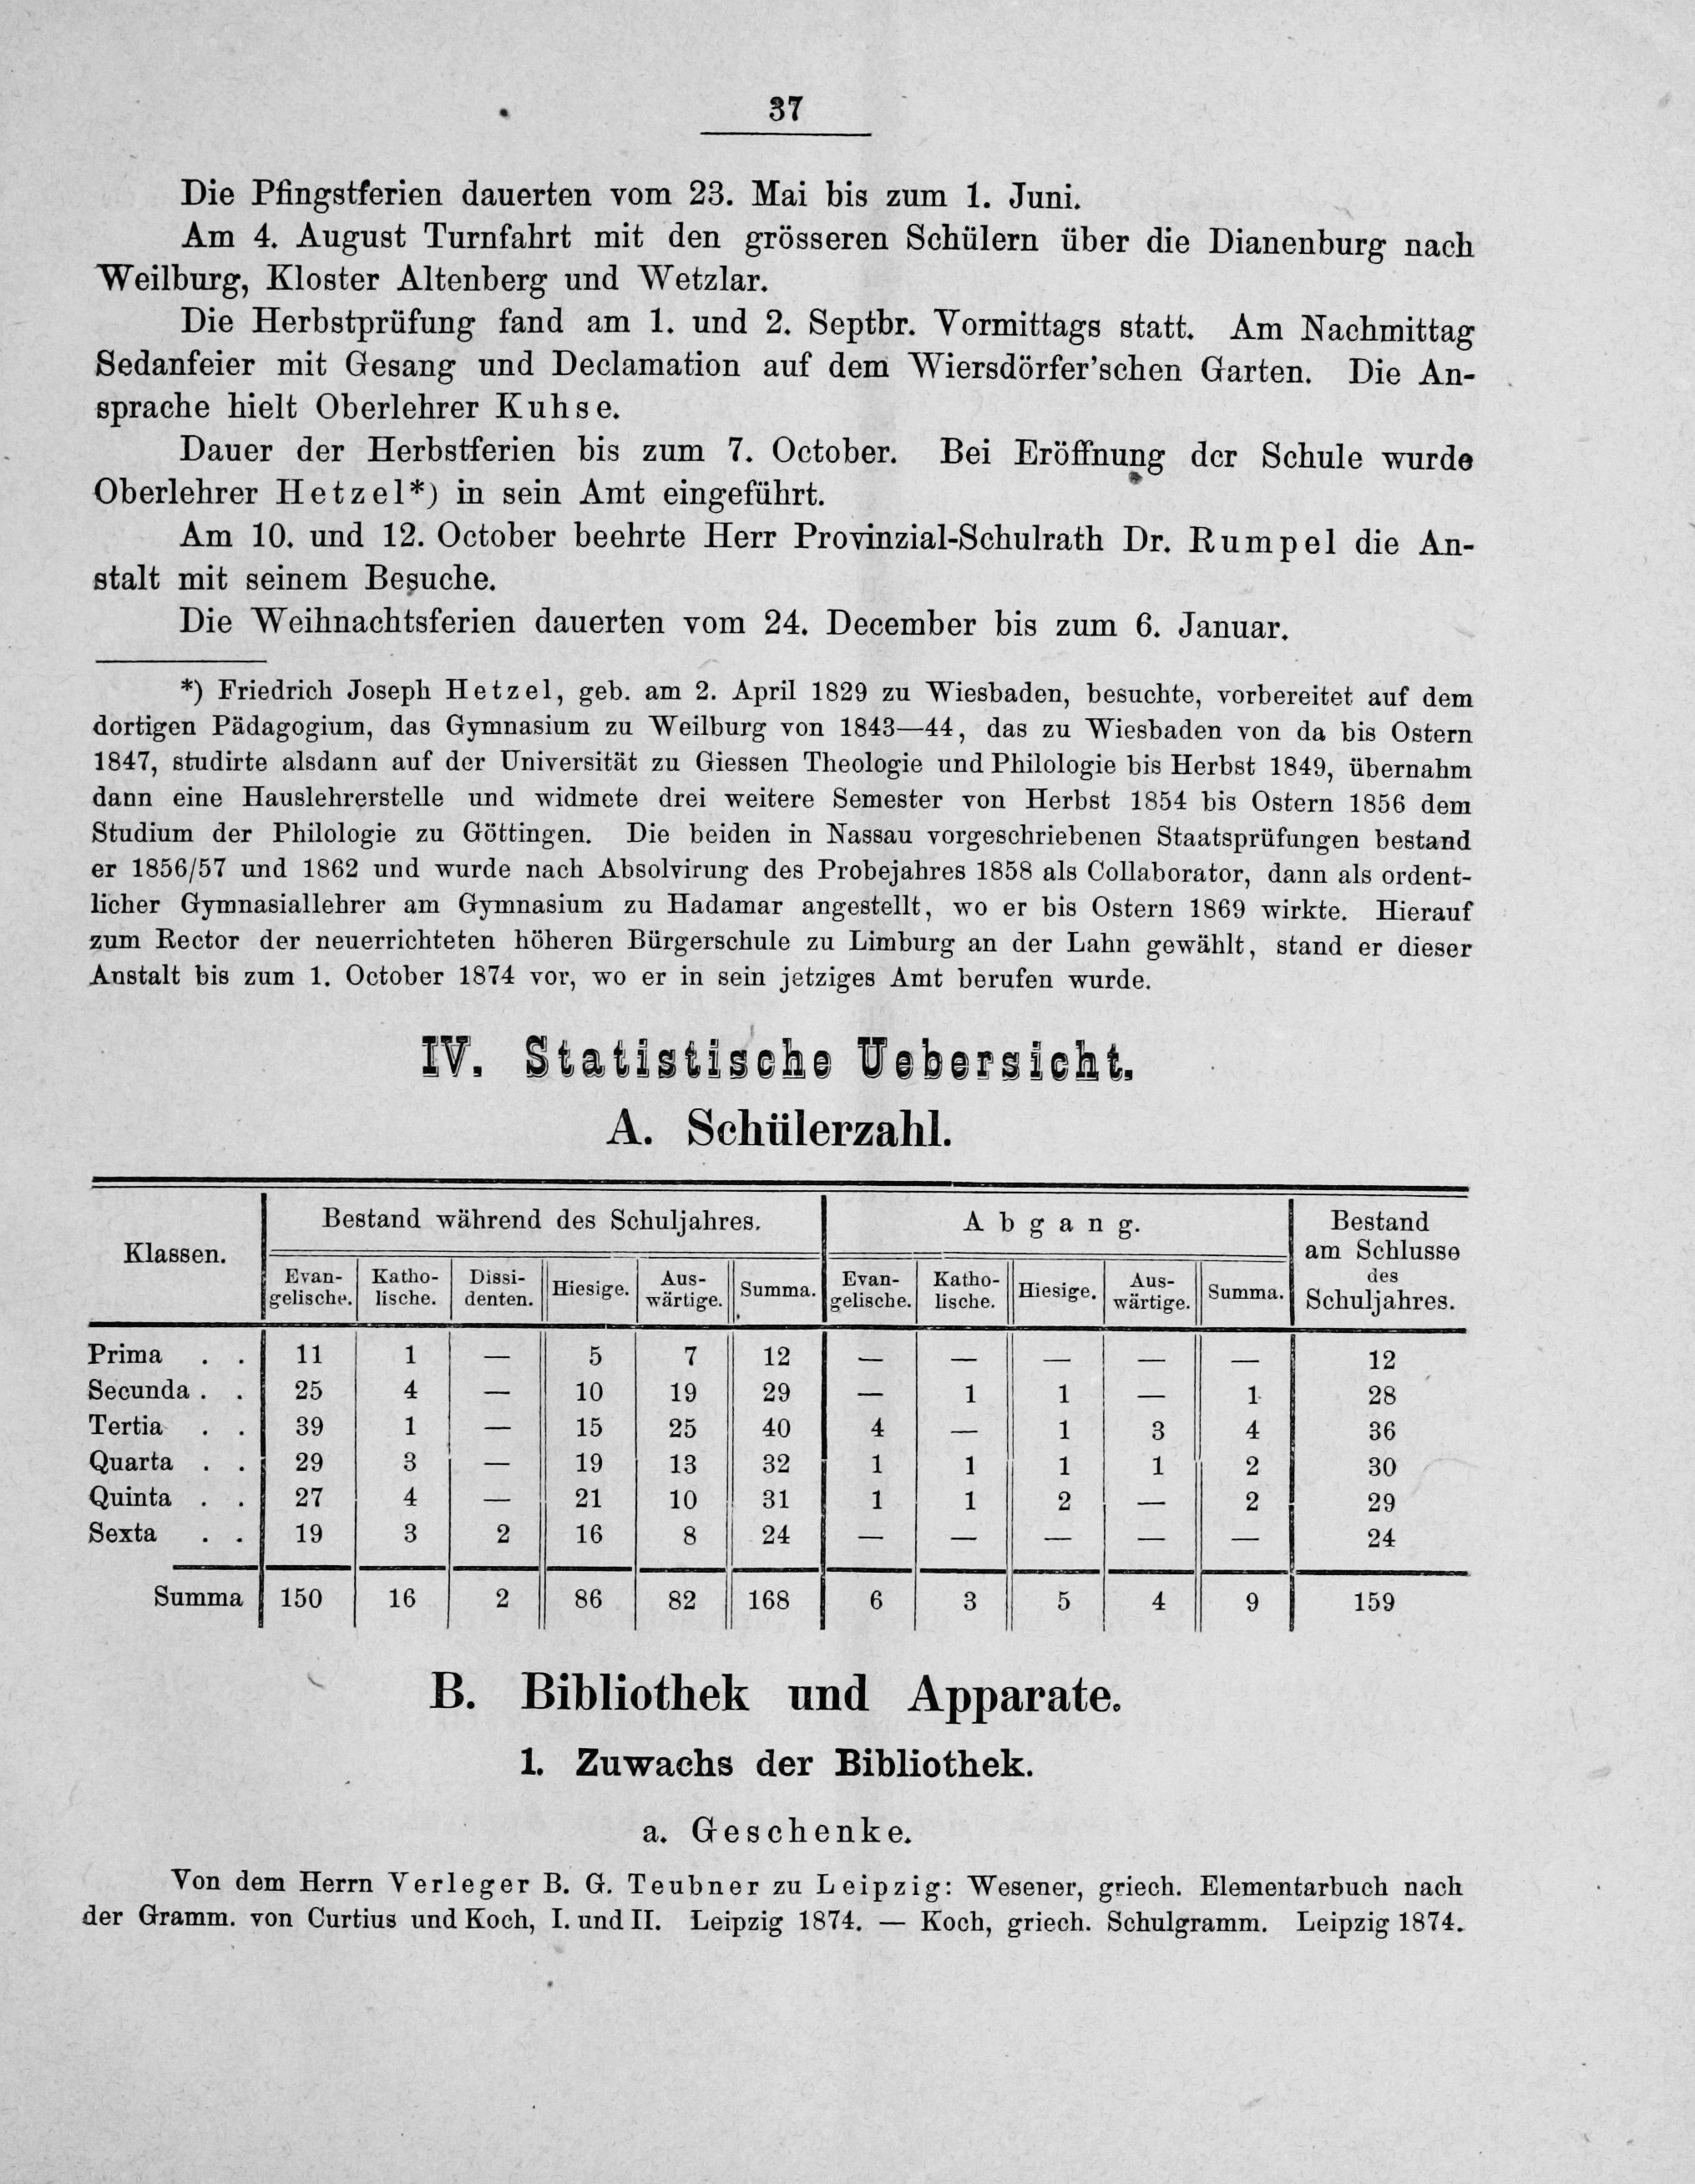 37
Die Pfingstferien dauerten vom 23. Mai bis zum 1. Juni.
Am 4. August Turnfahrt mit den grösseren Schülern über die Dianenburg nach
Weilburg, Kloster Altenberg und Wetzlar.
Die Herbstprüfung fand am 1. und 2. Septbr. Vormittags statt. Am Nachmittag
Sedanfeier mit Gesang und Declamation auf dem Wiersdörfer'schen Garten. Die An-
sprache hielt Oberlehrer Kuhse.
Dauer der Herbstferien bis zum 7. October. Bei Eröffnung der Schule wurde
Oberlehrer Hetzel*) in sein Amt eingeführt.
Am 10. und 12. October beehrte Herr Provinzial-Schulrath Dr. Rumpel die An-
stalt mit seinem Besuche.
Die Weihnachtsferien dauerten vom 24. December bis zum 6. Januar.
*) Friedrich Joseph Hetzel, geb. am 2. April 1829 zu Wiesbaden, besuchte, vorbereitet auf dem
dortigen Pädagogium, das Gymnasium zu Weilburg von 1843—44, das zu Wiesbaden von da bis Ostern
1847, studirte alsdann auf der Universität zu Giessen Theologie und Philologie bis Herbst 1849, übernahm
dann eine Hauslehrerstelle und widmete drei weitere Semester von Herbst 1854 bis Ostern 1856 dem
Studium der Philologie zu Göttingen. Die beiden in Nassau vorgeschriebenen Staatsprüfungen bestand
er 1856/57 und 1862 und wurde nach Absolvirung des Probejahres 1858 als Collaborator, dann als ordent-
licher Gymnasiallehrer am Gymnasium zu Hadamar angestellt, wo er bis Ostern 1869 wirkte. Hierauf
zum Rector der neuerrichteten höheren Bürgerschule zu Limburg an der Lahn gewählt, stand er dieser
Anstalt bis zum 1. October 1874 vor, wo er in sein jetziges Amt berufen wurde.
IV. Statistische Uebersicht.
A. Schülerzahl.
Klassen. Bestand während des Schuljahres. Abgang. Bestand am Schlusse des Schuljahres.
Evan-gelische. Katho-lische. Dissi-denten. Hiesige. Aus-wärtige. Summa. Evan-gelische. Katho-lische. Hiesige. Aus-wärtige. Summa.
Prima . . 11 1 — 5 7 12 — — — — — 12
Secunda . . 25 4 — 10 19 29 — 1 1 — 1 28
Tertia . . 39 1 — 15 25 40 4 — 1 3 4 36
Quarta . . 29 3 — 19 13 32 1 1 1 1 2 30
Quinta . . 27 4 — 21 10 31 1 1 2 — 2 29
Sexta . . 19 3 2 16 8 24 — — — — — 24
Summa 150 16 2 86 82 168 6 3 5 4 9 159
B. Bibliothek und Apparate.
1. Zuwachs der Bibliothek.
a. Geschenke.
Von dem Herrn Verleger B. G. Teubner zu Leipzig: Wesener, griech. Elementarbuch nach
der Gramm. von Curtius und Koch, I. und II. Leipzig 1874. — Koch, griech. Schulgramm. Leipzig 1874.